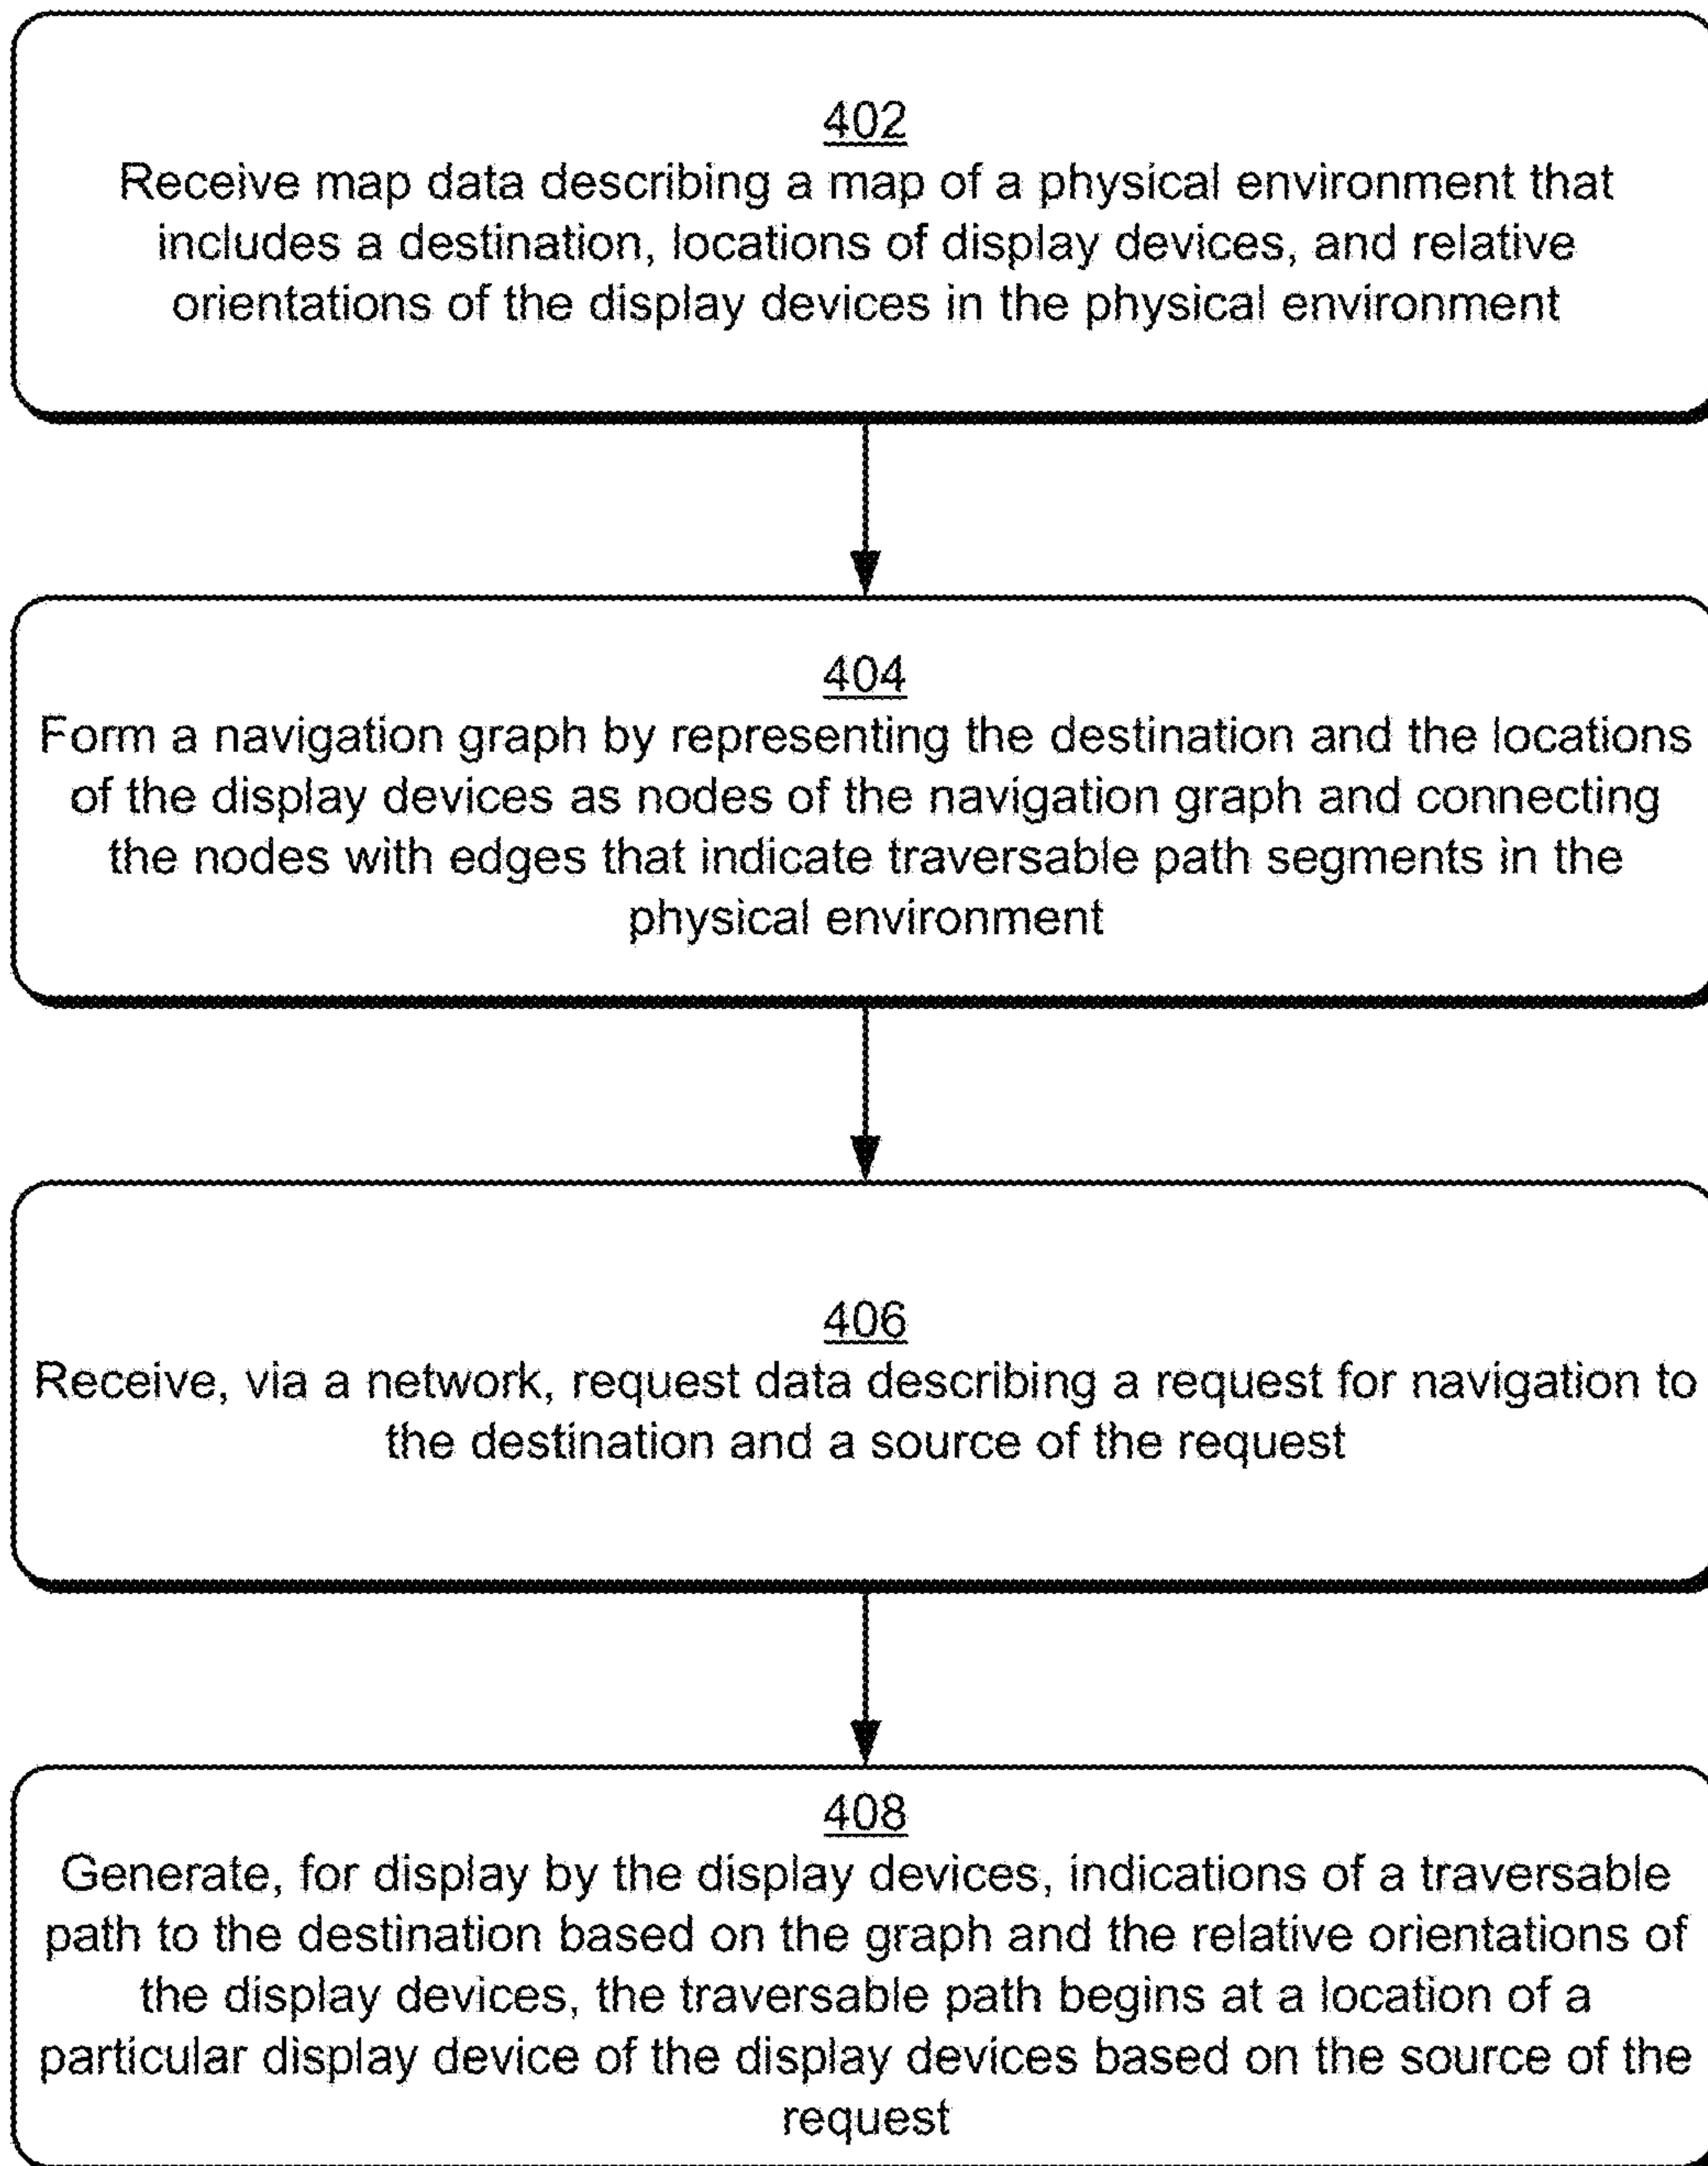 402
Receive map data describing a map of a physical environment that
includes a destination, locations of display devices, and relative
orientations of the display devices in the physical environment
404
Form a navigation graph by representing the destination and the locations
of the display devices as nodes of the navigation graph and connecting
the nodes with edges that indicate traversable path segments in the
physical environment
406
Receive, via a network, request data describing a request for navigation to
the destination and a source of the request
408
Generate, for display by the display devices, indications of a traversable
path to the destination based on the graph and the relative orientations of
the display devices, the traversable path begins at a location of a
particular display device of the display devices based on the source of the
request